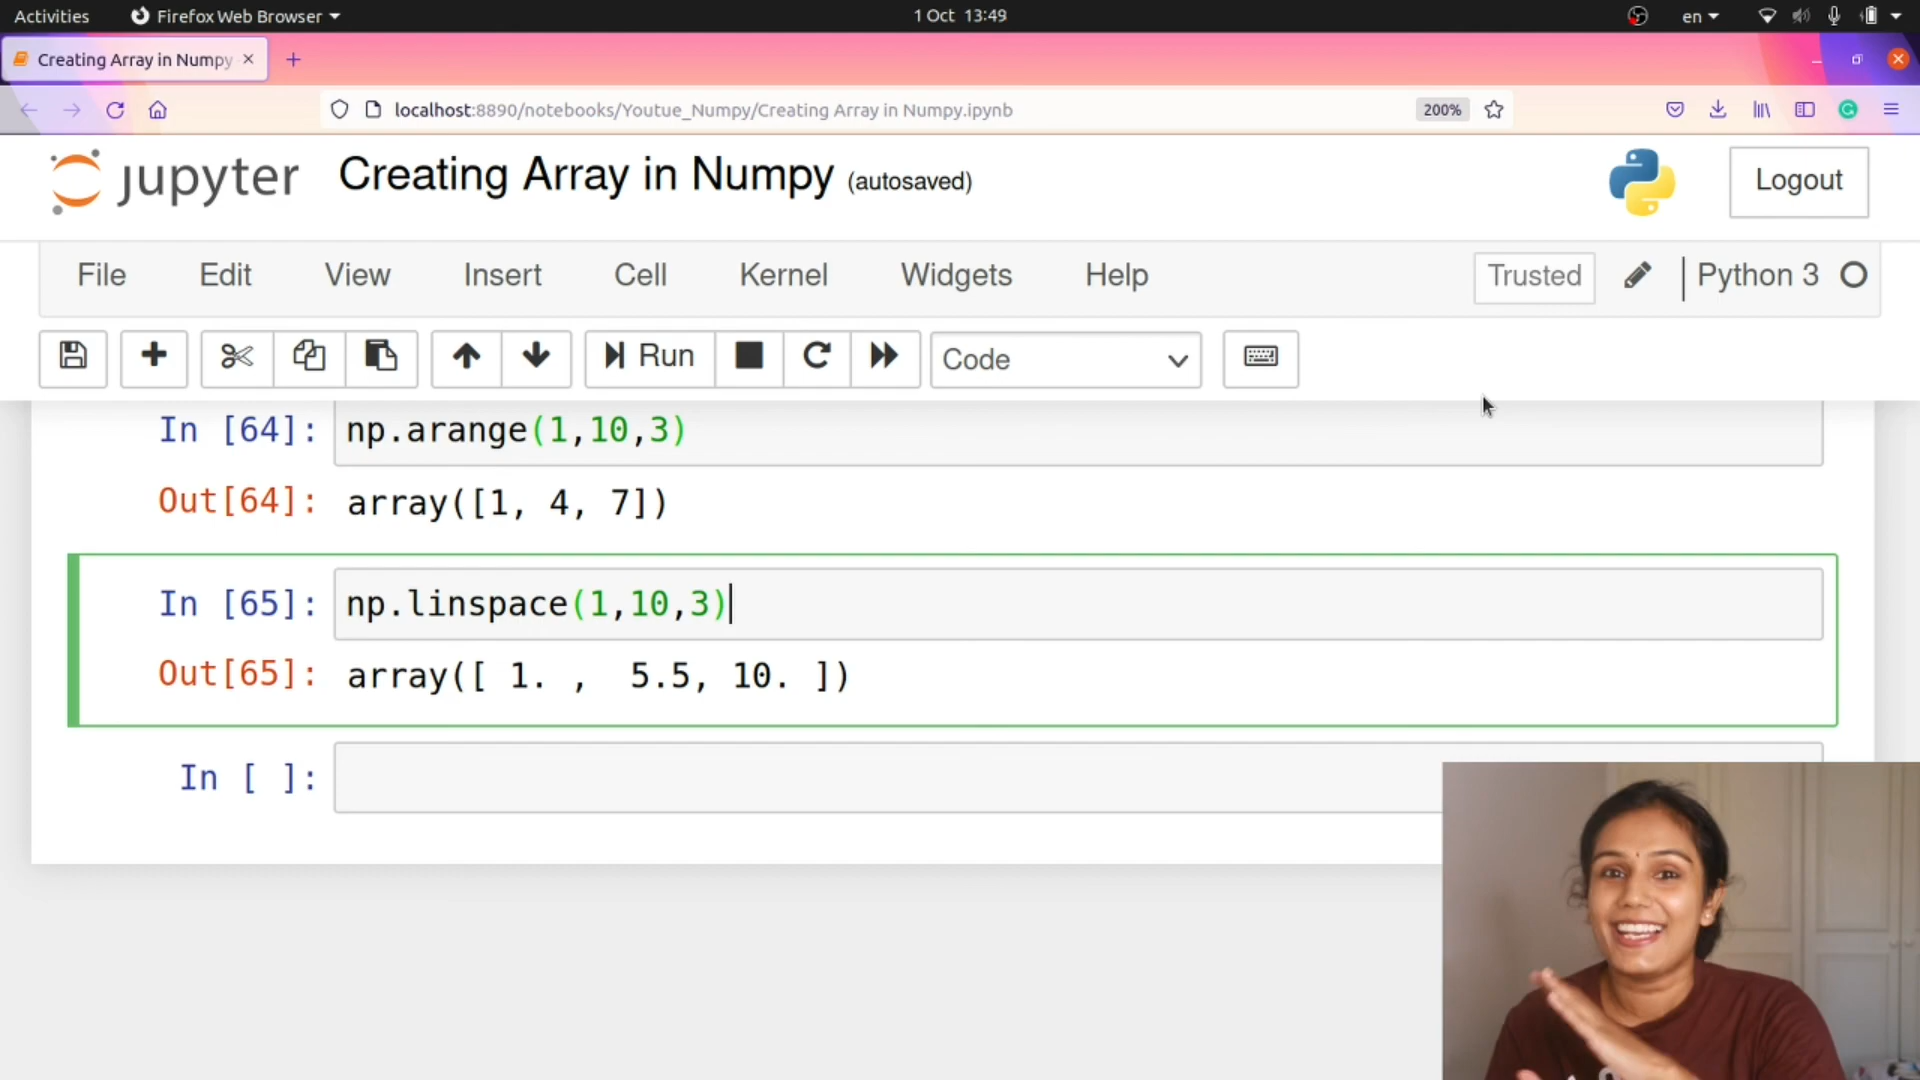 Activities Firefox Web Browser 1 Oct 13:49 en
Creating Array in Numpy
localhost:8890/notebooks/Youtue_Numpy/Creating Array in Numpy.ipynb 200%
jupyter Creating Array in Numpy (autosaved) Logout
File Edit View Insert Cell Kernel Widgets Help Trusted Python 3
Run Code
In [64]: np.arange(1,10,3)
Out[64]: array([1, 4, 7])
In [65]: np.linspace(1,10,3)
Out[65]: array([ 1. ,  5.5, 10. ])
In [ ]: